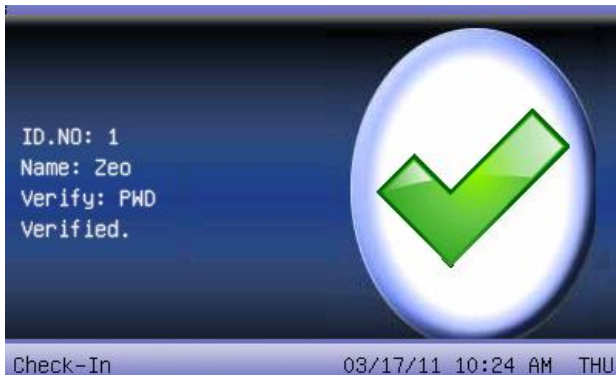 ID.NO: 1
Name: Zeo
Verify: PWD
Verified.
Check-In 03/17/11 10:24 AM THU